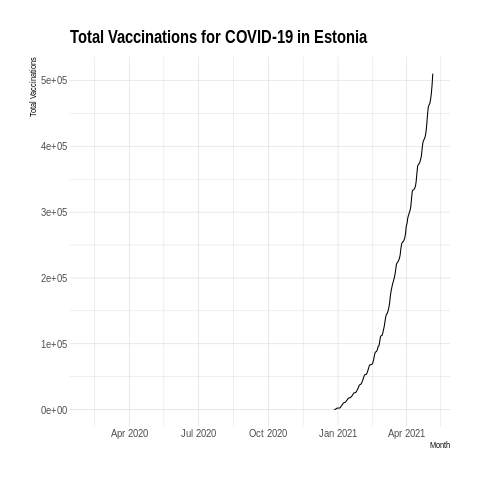 Total Vaccinations for COVID-19 in Estonia
Total Vaccinations
5e+05
4e+05
3e+05
2e+05
1e+05
0e+00
Apr 2020 Jul 2020 Oct 2020 Jan 2021 Apr 2021
Month